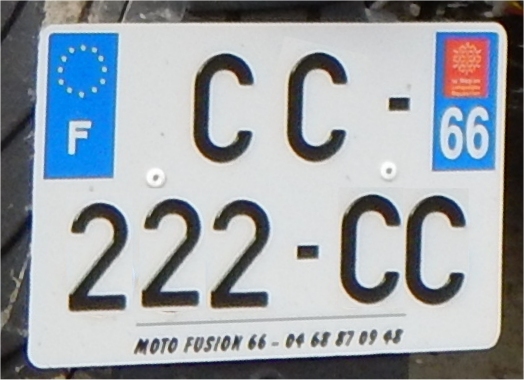 CC-
F
66
222-CC
MOTO FUSION 66 - 04 68 87 09 48